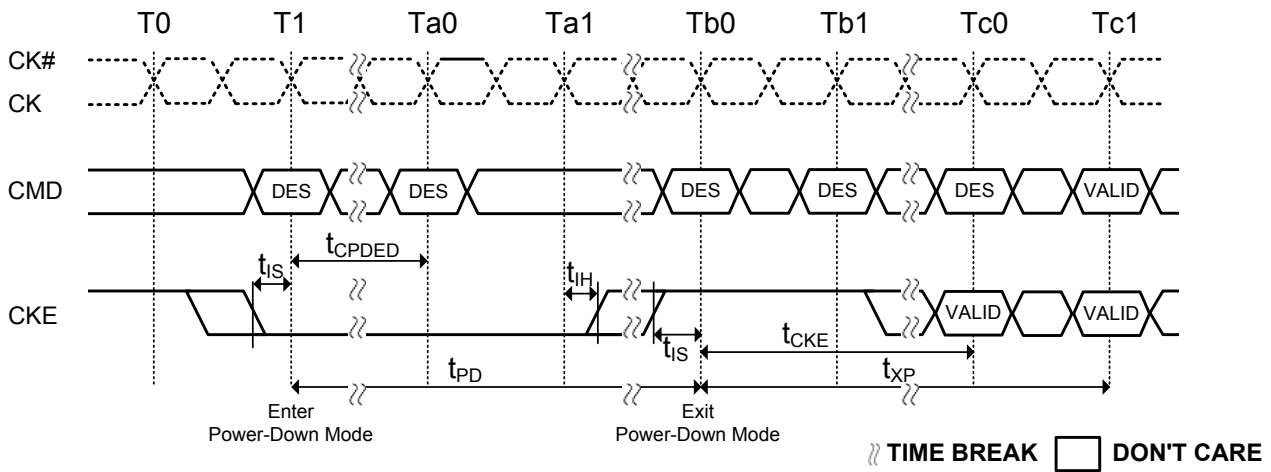 T0 T1 Ta0 Ta1 Tb0 Tb1 Tc0 Tc1
CK#
CK
CMD DES DES DES DES DES VALID
tCPDED
tIS tIH
CKE VALID VALID
tIS tCKE
tPD tXP
Enter
Power-Down Mode
Exit
Power-Down Mode
TIME BREAK DON'T CARE